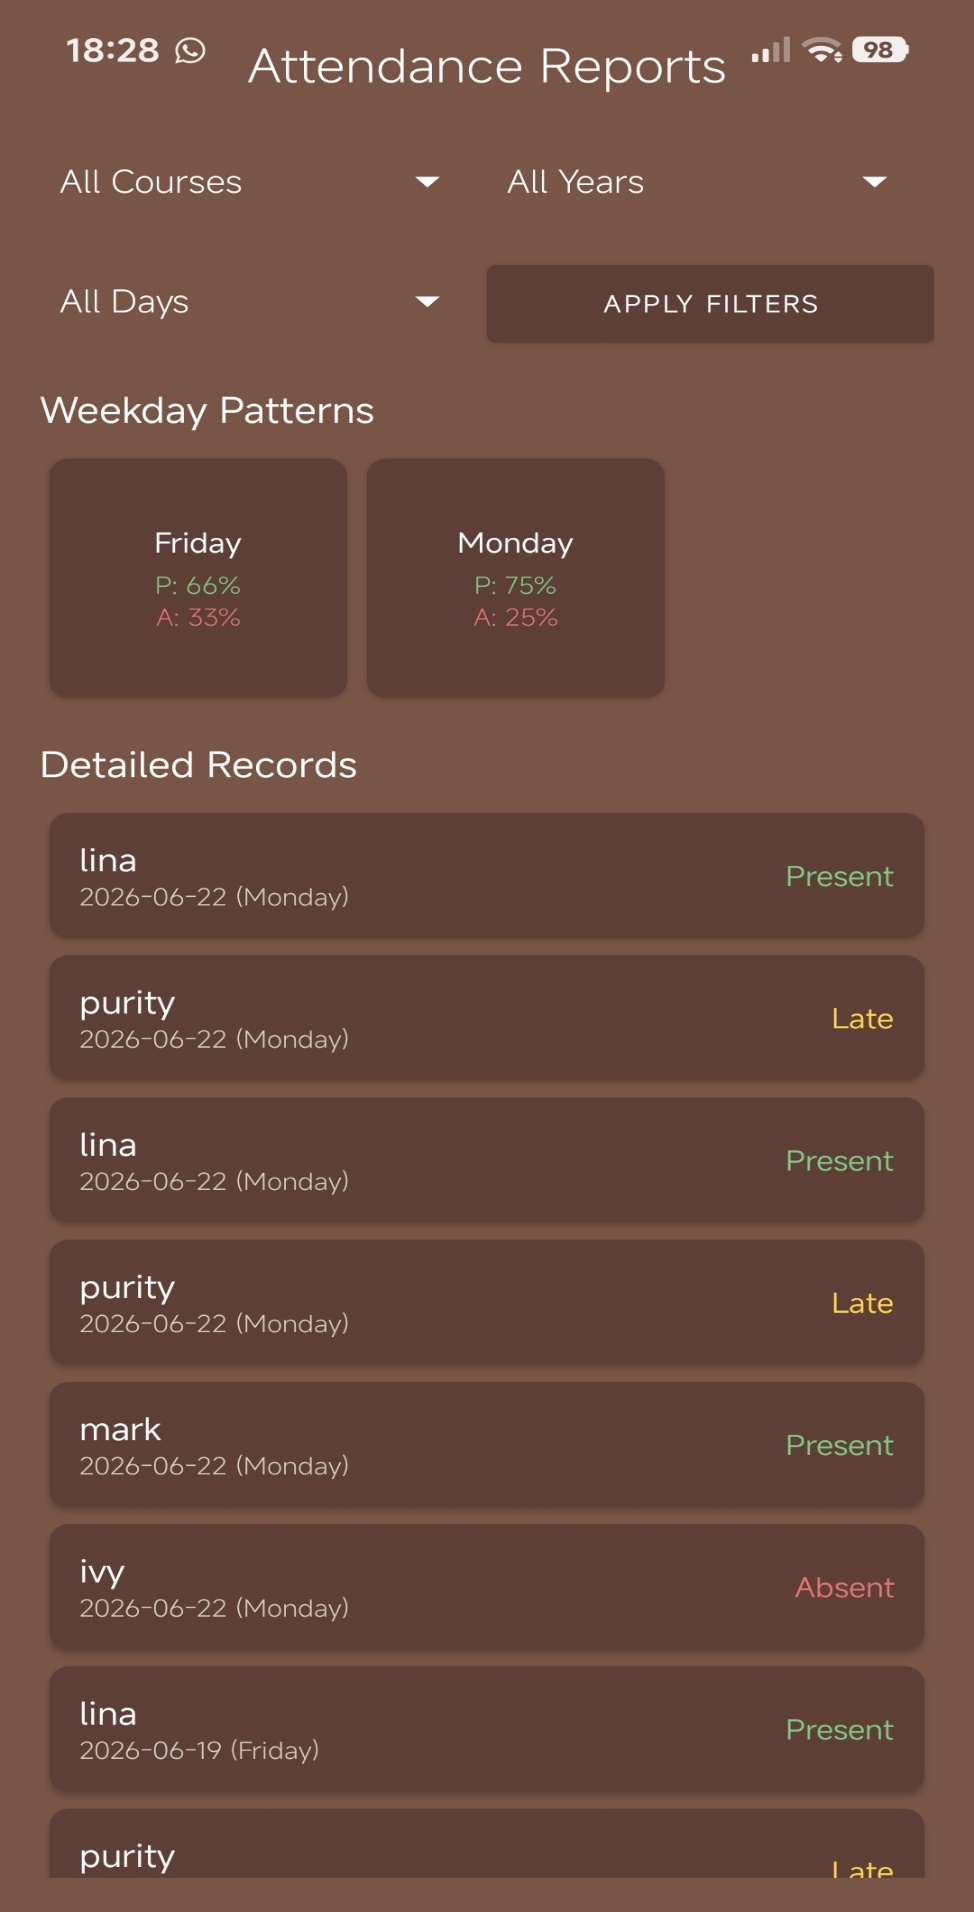 18:28
Attendance Reports
98
All Courses
All Years
All Days
APPLY FILTERS
Weekday Patterns
Friday
P: 66%
A: 33%
Monday
P: 75%
A: 25%
Detailed Records
lina
2026-06-22 (Monday)
Present
purity
2026-06-22 (Monday)
Late
lina
2026-06-22 (Monday)
Present
purity
2026-06-22 (Monday)
Late
mark
2026-06-22 (Monday)
Present
ivy
2026-06-22 (Monday)
Absent
lina
2026-06-19 (Friday)
Present
purity
Late